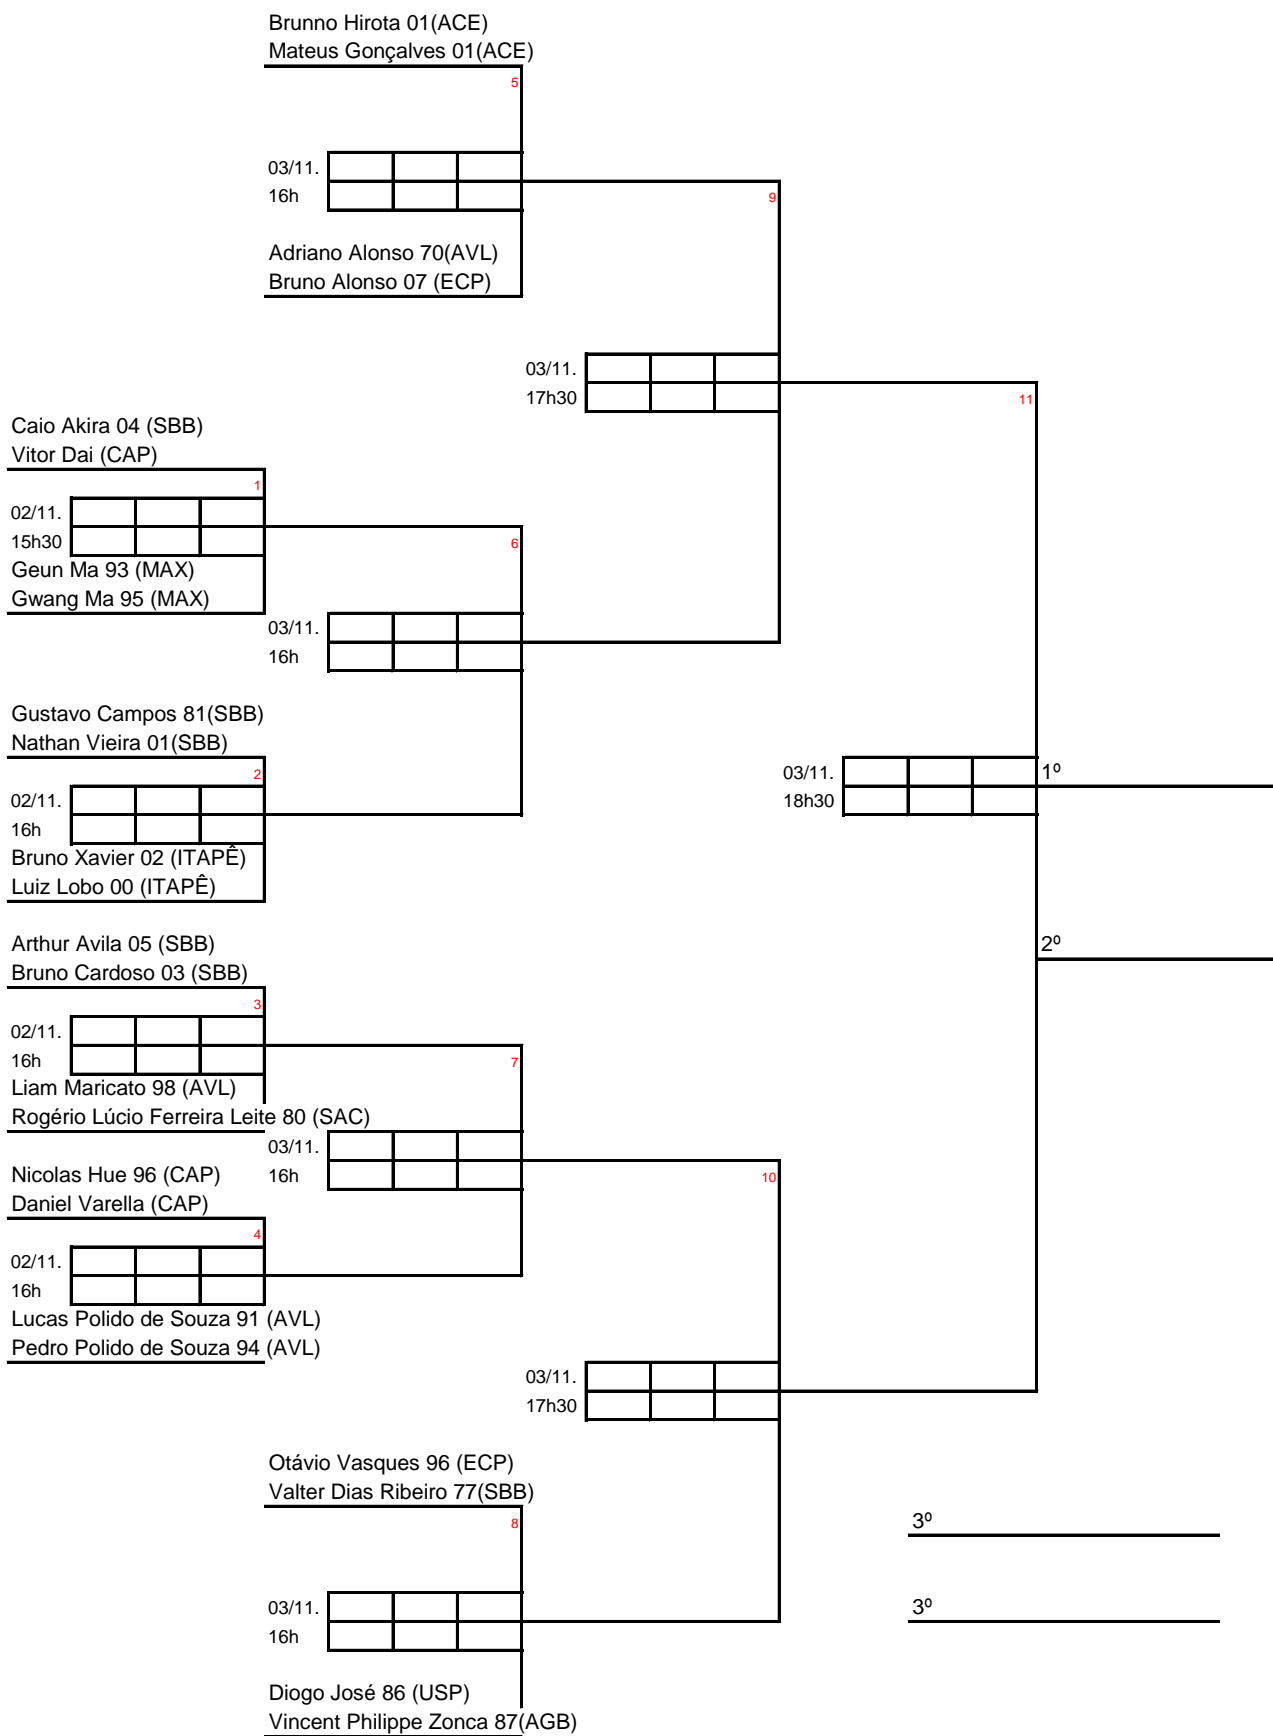 Brunno Hirota 01(ACE)
Mateus Gonçalves 01(ACE)
5
03/11.
16h
9
Adriano Alonso 70(AVL)
Bruno Alonso 07 (ECP)
03/11.
17h30
11
Caio Akira 04 (SBB)
Vitor Dai (CAP)
1
02/11.
15h30
6
Geun Ma 93 (MAX)
Gwang Ma 95 (MAX)
03/11.
16h
Gustavo Campos 81(SBB)
Nathan Vieira 01(SBB)
2
02/11.
16h
03/11.
18h30
1º
Bruno Xavier 02 (ITAPÊ)
Luiz Lobo 00 (ITAPÊ)
2º
Arthur Avila 05 (SBB)
Bruno Cardoso 03 (SBB)
3
02/11.
16h
7
Liam Maricato 98 (AVL)
Rogério Lúcio Ferreira Leite 80 (SAC)
03/11.
16h
10
Nicolas Hue 96 (CAP)
Daniel Varella (CAP)
4
02/11.
16h
Lucas Polido de Souza 91 (AVL)
Pedro Polido de Souza 94 (AVL)
03/11.
17h30
Otávio Vasques 96 (ECP)
Valter Dias Ribeiro 77(SBB)
8
3º
03/11.
16h
3º
Diogo José 86 (USP)
Vincent Philippe Zonca 87(AGB)